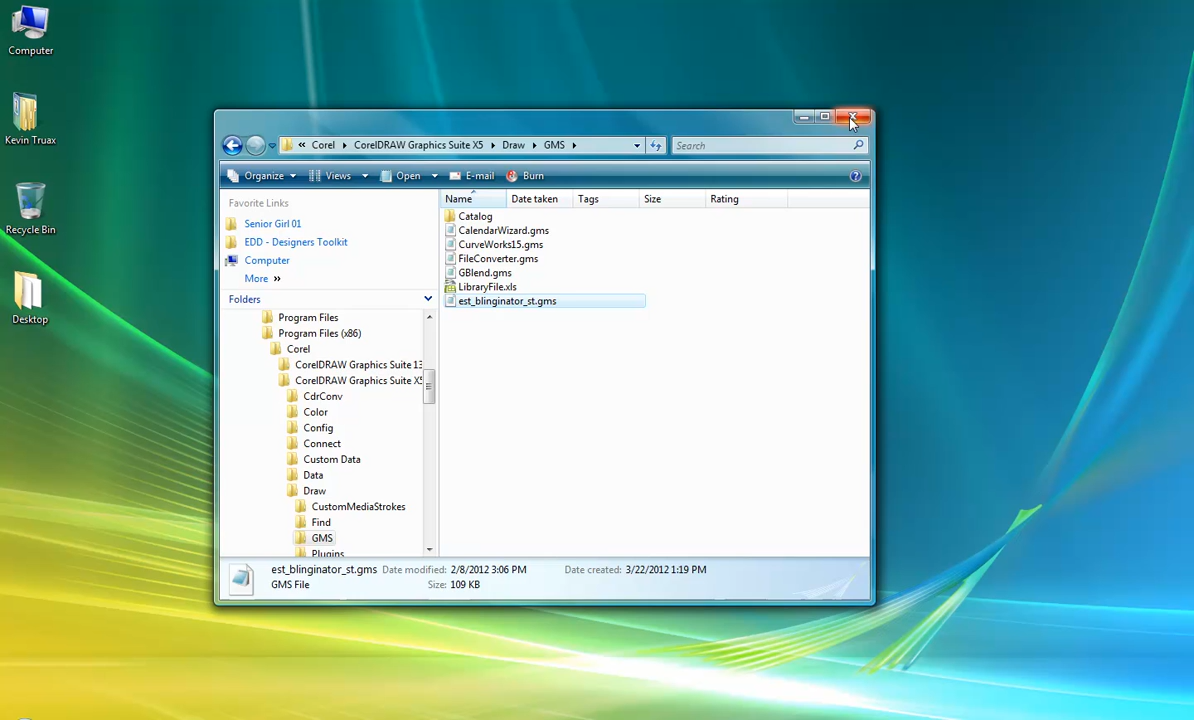 Computer
Kevin Truax
Recycle Bin
Desktop
« Corel CorelDRAW Graphics Suite X5 Draw GMS
Search
Organize Views Open E-mail Burn
Favorite Links
Senior Girl 01
EDD - Designers Toolkit
Computer
More »
Folders
Program Files
Program Files (x86)
Corel
CorelDRAW Graphics Suite 13
CorelDRAW Graphics Suite X5
CdrConv
Color
Config
Connect
Custom Data
Data
Draw
CustomMediaStrokes
Find
GMS
Plugins
Name Date taken Tags Size Rating
Catalog
CalendarWizard.gms
CurveWorks15.gms
FileConverter.gms
GBlend.gms
LibraryFile.xls
est_blinginator_st.gms
est_blinginator_st.gms Date modified: 2/8/2012 3:06 PM Date created: 3/22/2012 1:19 PM
GMS File Size: 109 KB